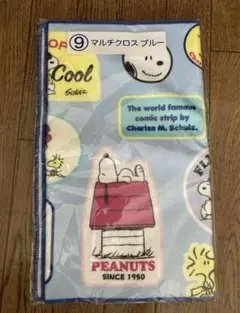 ⑨ マルチクロス ブルー
Cool
SCHULZ
The world famous
comic strip by
Charles M. Schulz.
PEANUTS
SINCE 1950